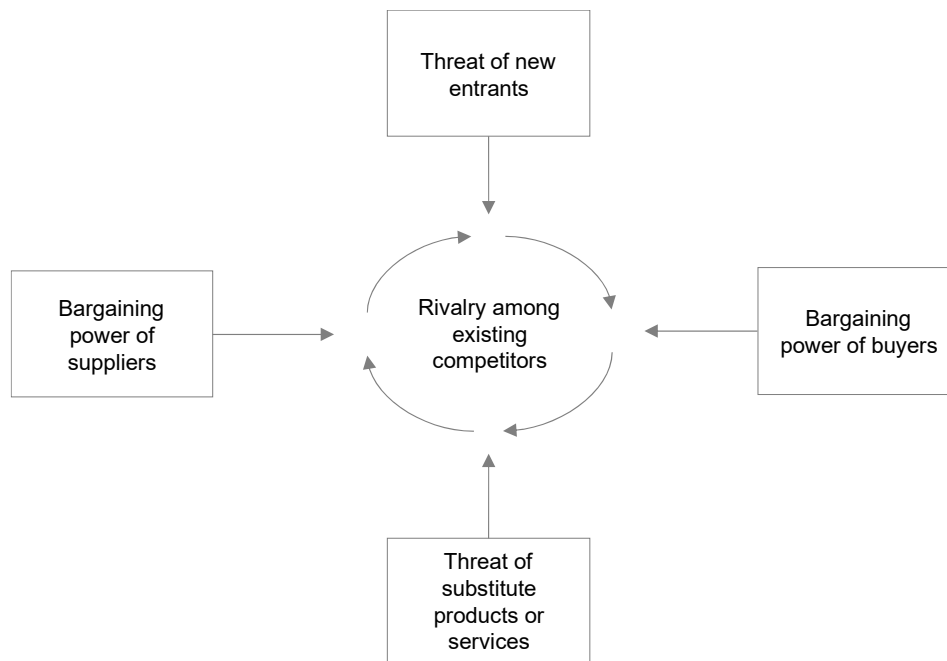 Threat of new
entrants
Bargaining
power of
suppliers
Rivalry among
existing
competitors
Bargaining
power of buyers
Threat of
substitute
products or
services